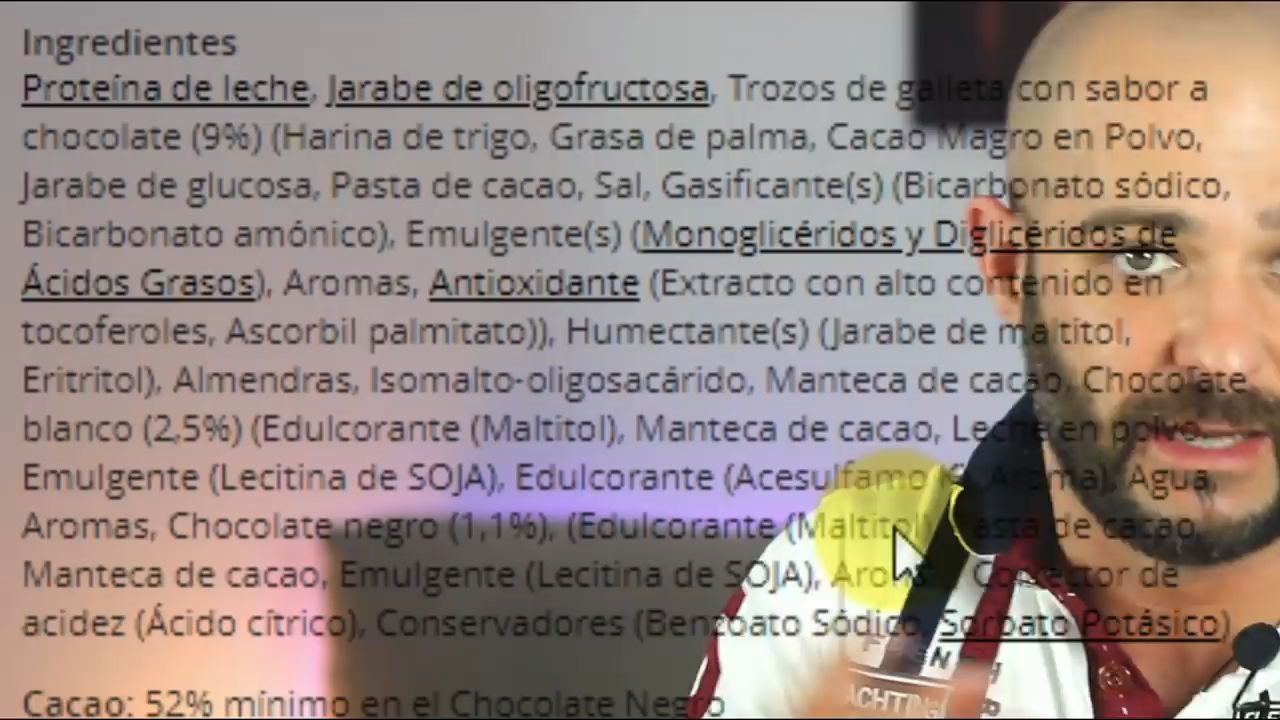 Ingredientes
Proteína de leche, Jarabe de oligofructosa, Trozos de galleta con sabor a
chocolate (9%) (Harina de trigo, Grasa de palma, Cacao Magro en Polvo,
Jarabe de glucosa, Pasta de cacao, Sal, Gasificante(s) (Bicarbonato sódico,
Bicarbonato amónico), Emulgente(s) (Monoglicéridos y Diglicéridos de
Ácidos Grasos), Aromas, Antioxidante (Extracto con alto contenido en
tocoferoles, Ascorbil palmitato)), Humectante(s) (Jarabe de maltitol,
Eritritol), Almendras, Isomalto-oligosacárido, Manteca de cacao, Chocolate
blanco (2,5%) (Edulcorante (Maltitol), Manteca de cacao, Leche en polvo,
Emulgente (Lecitina de SOJA), Edulcorante (Acesulfamo K), Aroma), Agua,
Aromas, Chocolate negro (1,1%), (Edulcorante (Maltitol), Pasta de cacao,
Manteca de cacao, Emulgente (Lecitina de SOJA), Aroma), Corrector de
acidez (Ácido cítrico), Conservadores (Benzoato Sódico, Sorbato Potásico)
Cacao: 52% mínimo en el Chocolate Negro
ACHTING